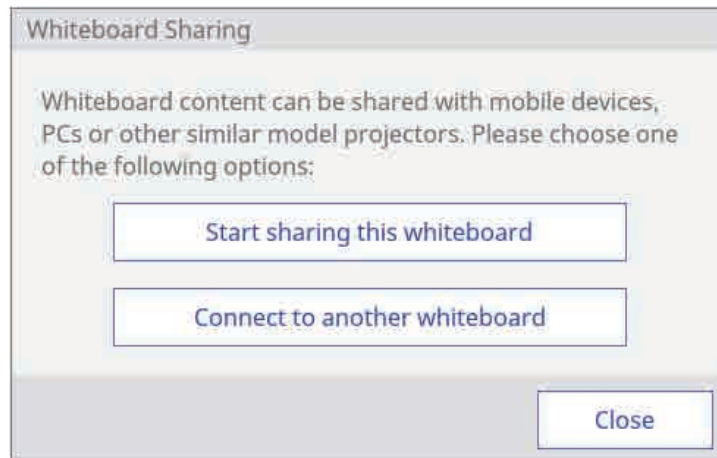 Whiteboard Sharing
Whiteboard content can be shared with mobile devices,
PCs or other similar model projectors. Please choose one
of the following options:
Start sharing this whiteboard
Connect to another whiteboard
Close